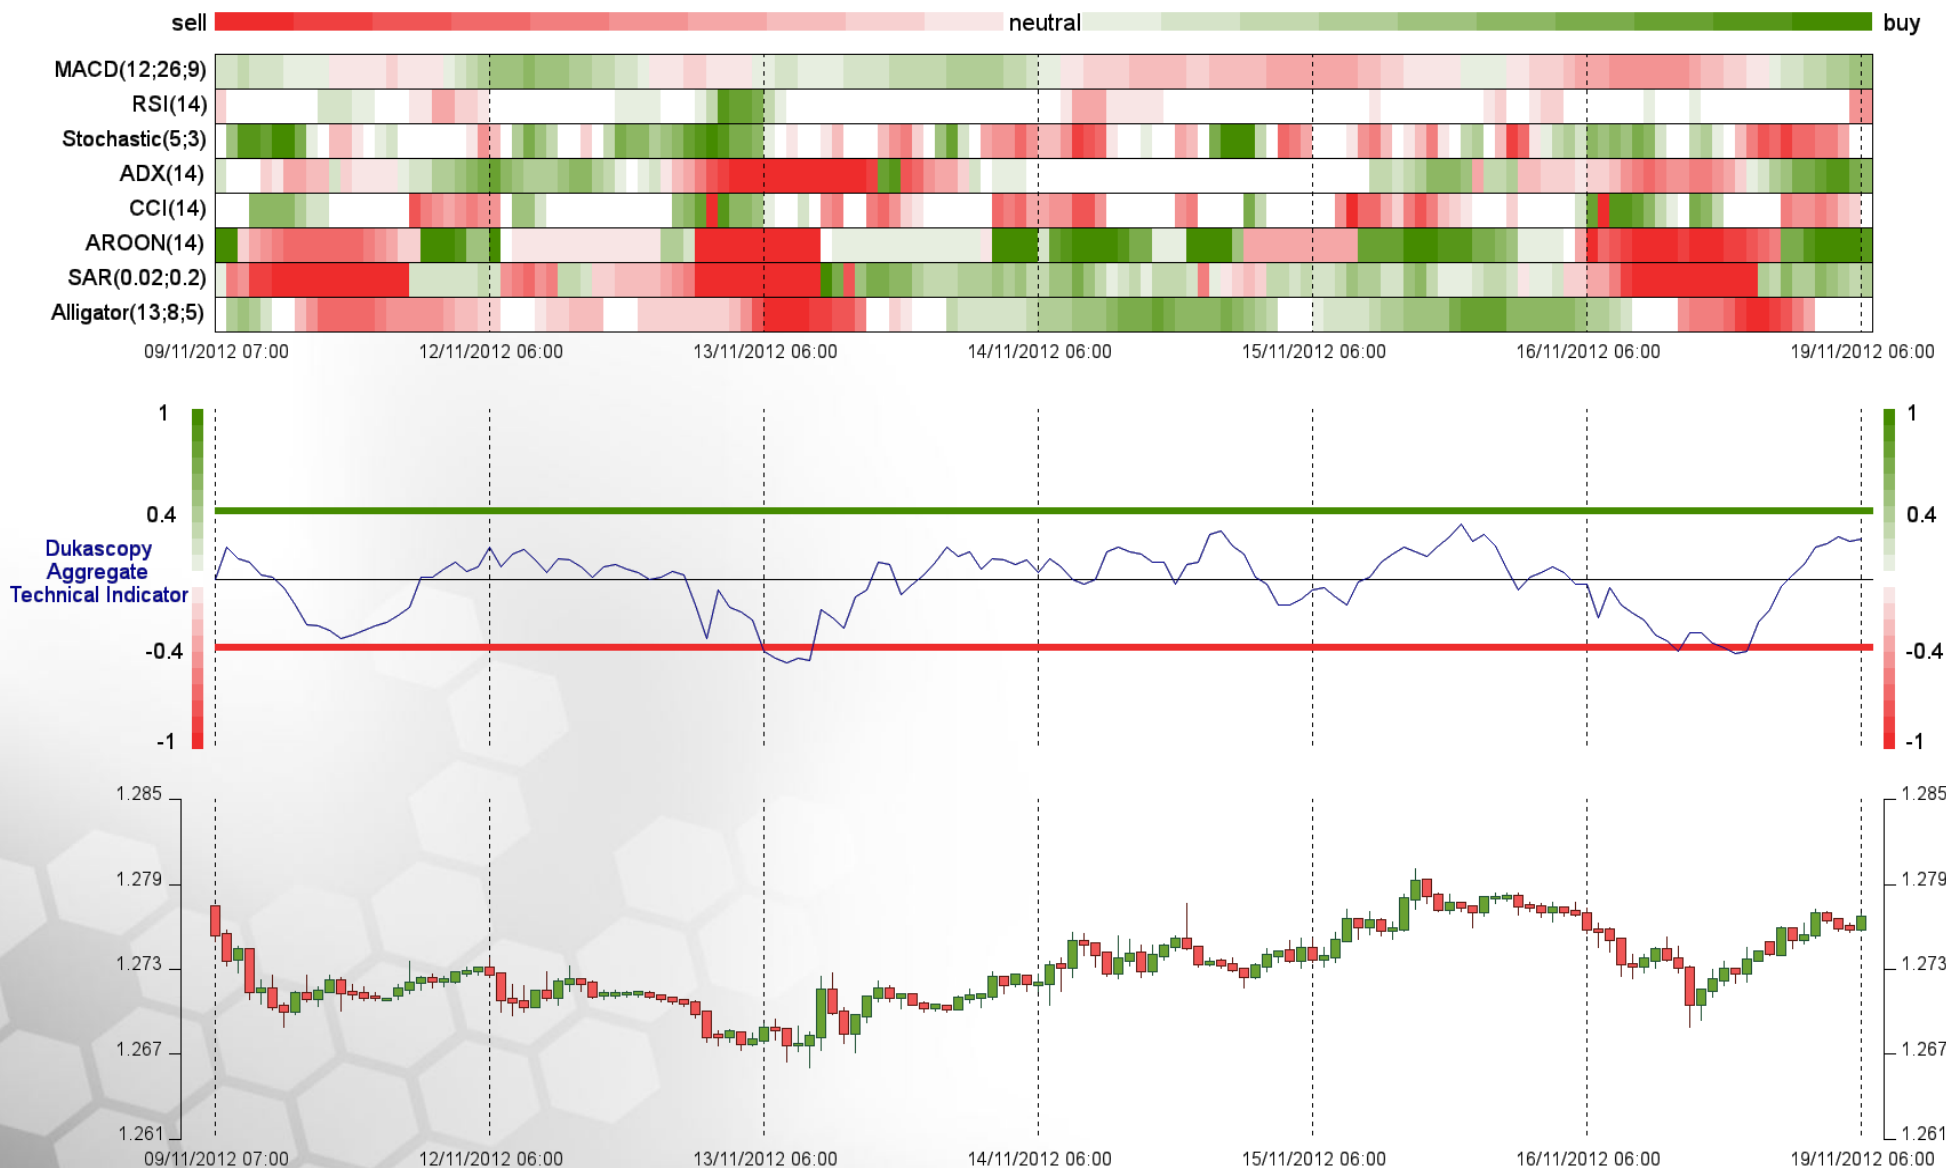 sell neutral buy
MACD(12;26;9)
RSI(14)
Stochastic(5;3)
ADX(14)
CCI(14)
AROON(14)
SAR(0.02;0.2)
Alligator(13;8;5)
09/11/2012 07:00 12/11/2012 06:00 13/11/2012 06:00 14/11/2012 06:00 15/11/2012 06:00 16/11/2012 06:00 19/11/2012 06:00
1 1
0.4 0.4
Dukascopy
Aggregate
Technical Indicator
-0.4 -0.4
-1 -1
1.285 1.285
1.279 1.279
1.273 1.273
1.267 1.267
1.261 1.261
09/11/2012 07:00 12/11/2012 06:00 13/11/2012 06:00 14/11/2012 06:00 15/11/2012 06:00 16/11/2012 06:00 19/11/2012 06:00